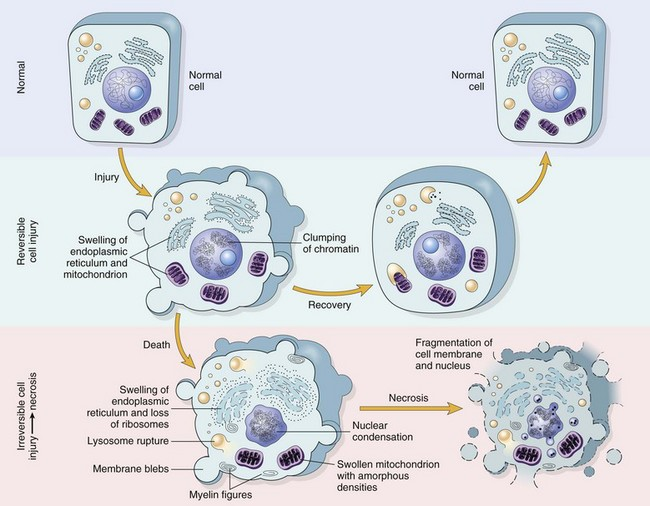 Normal
Normal
cell
Normal
cell
Injury
Reversible
cell injury
Swelling of
endoplasmic
reticulum and
mitochondrion
Clumping
of chromatin
Recovery
Death
Fragmentation of
cell membrane
and nucleus
Irreversible cell
injury → necrosis
Swelling of
endoplasmic
reticulum and loss
of ribosomes
Lysosome rupture
Membrane blebs
Myelin figures
Necrosis
Nuclear
condensation
Swollen mitochondrion
with amorphous
densities